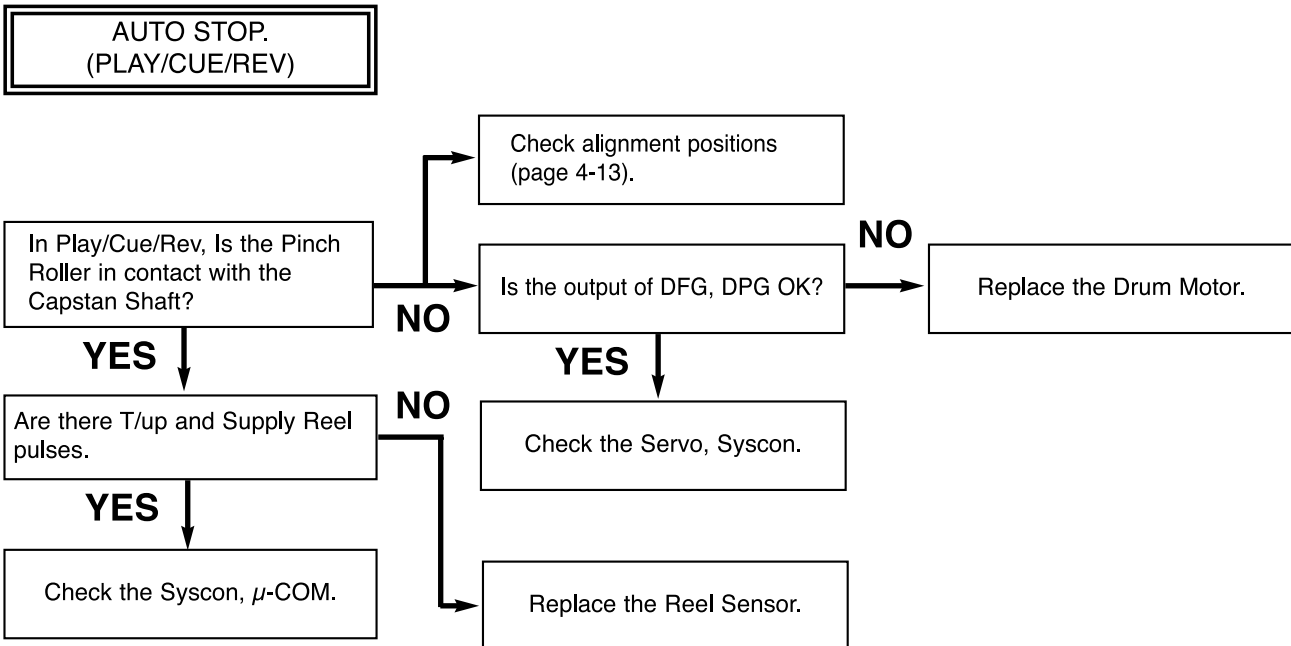 AUTO STOP.
(PLAY/CUE/REV)
Check alignment positions
(page 4-13).
In Play/Cue/Rev, Is the Pinch
Roller in contact with the
Capstan Shaft?
NO
Is the output of DFG, DPG OK?
NO
Replace the Drum Motor.
YES
YES
Are there T/up and Supply Reel
pulses.
NO
Check the Servo, Syscon.
YES
Check the Syscon, μ-COM.
Replace the Reel Sensor.